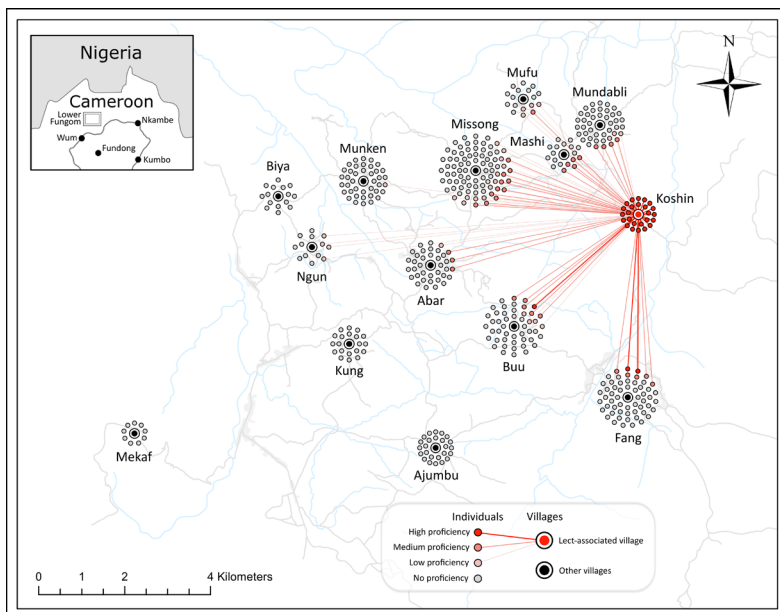 Nigeria
Cameroon
Lower
Fungom
Nkambe
Wum
Fundong
Kumbo
N
Mufu
Mundabli
Missong
Mashi
Munken
Biya
Koshin
Ngun
Abar
Buu
Kung
Fang
Mekaf
Ajumbu
Individuals Villages
High proficiency
Medium proficiency
Low proficiency
No proficiency
Lect-associated village
Other villages
0 1 2 4 Kilometers